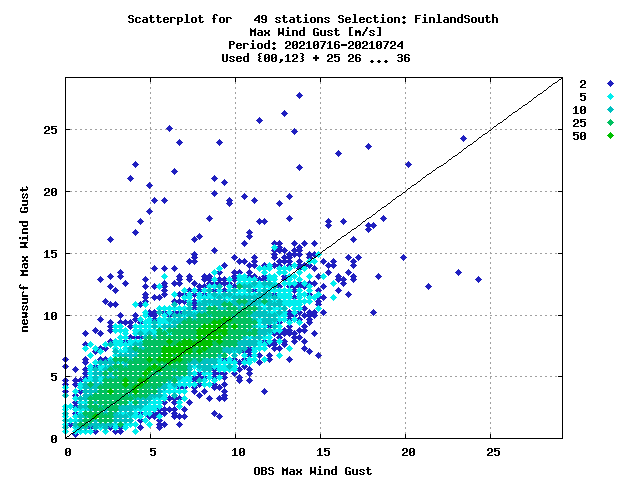 Scatterplot for 49 stations Selection: FinlandSouth
Max Wind Gust [m/s]
Period: 20210716-20210724
Used {00,12} + 25 26 ... 36
2
5
10
25
50
newsurf Max Wind Gust
25
20
15
10
5
0
0 5 10 15 20 25
OBS Max Wind Gust